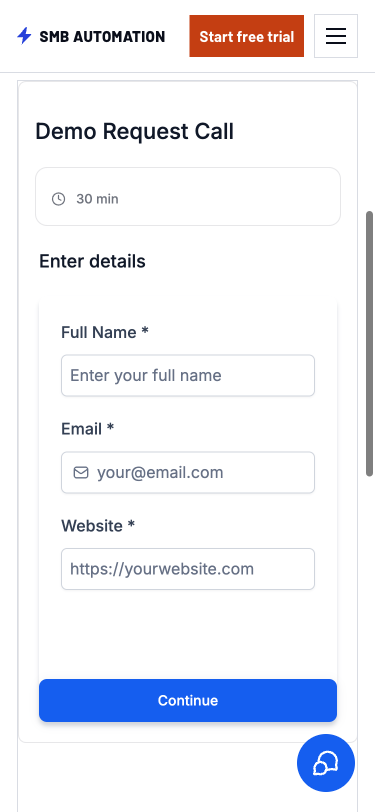 SMB AUTOMATION
Start free trial
Demo Request Call
30 min
Enter details
Full Name *
Enter your full name
Email *
your@email.com
Website *
https://yourwebsite.com
Continue